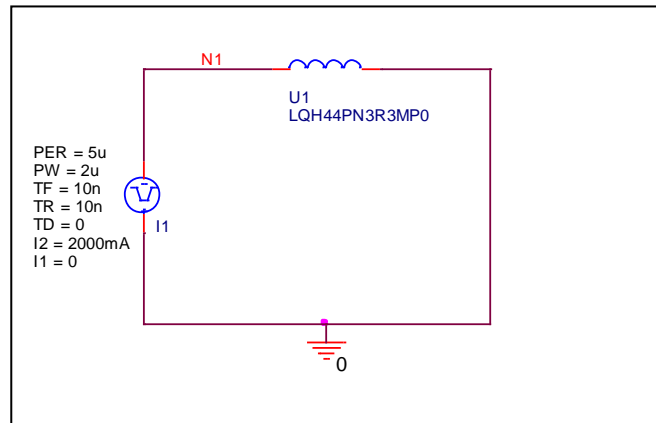 N1
U1
LQH44PN3R3MP0
PER = 5u
PW = 2u
TF = 10n
TR = 10n
TD = 0
I1
I2 = 2000mA
I1 = 0
0